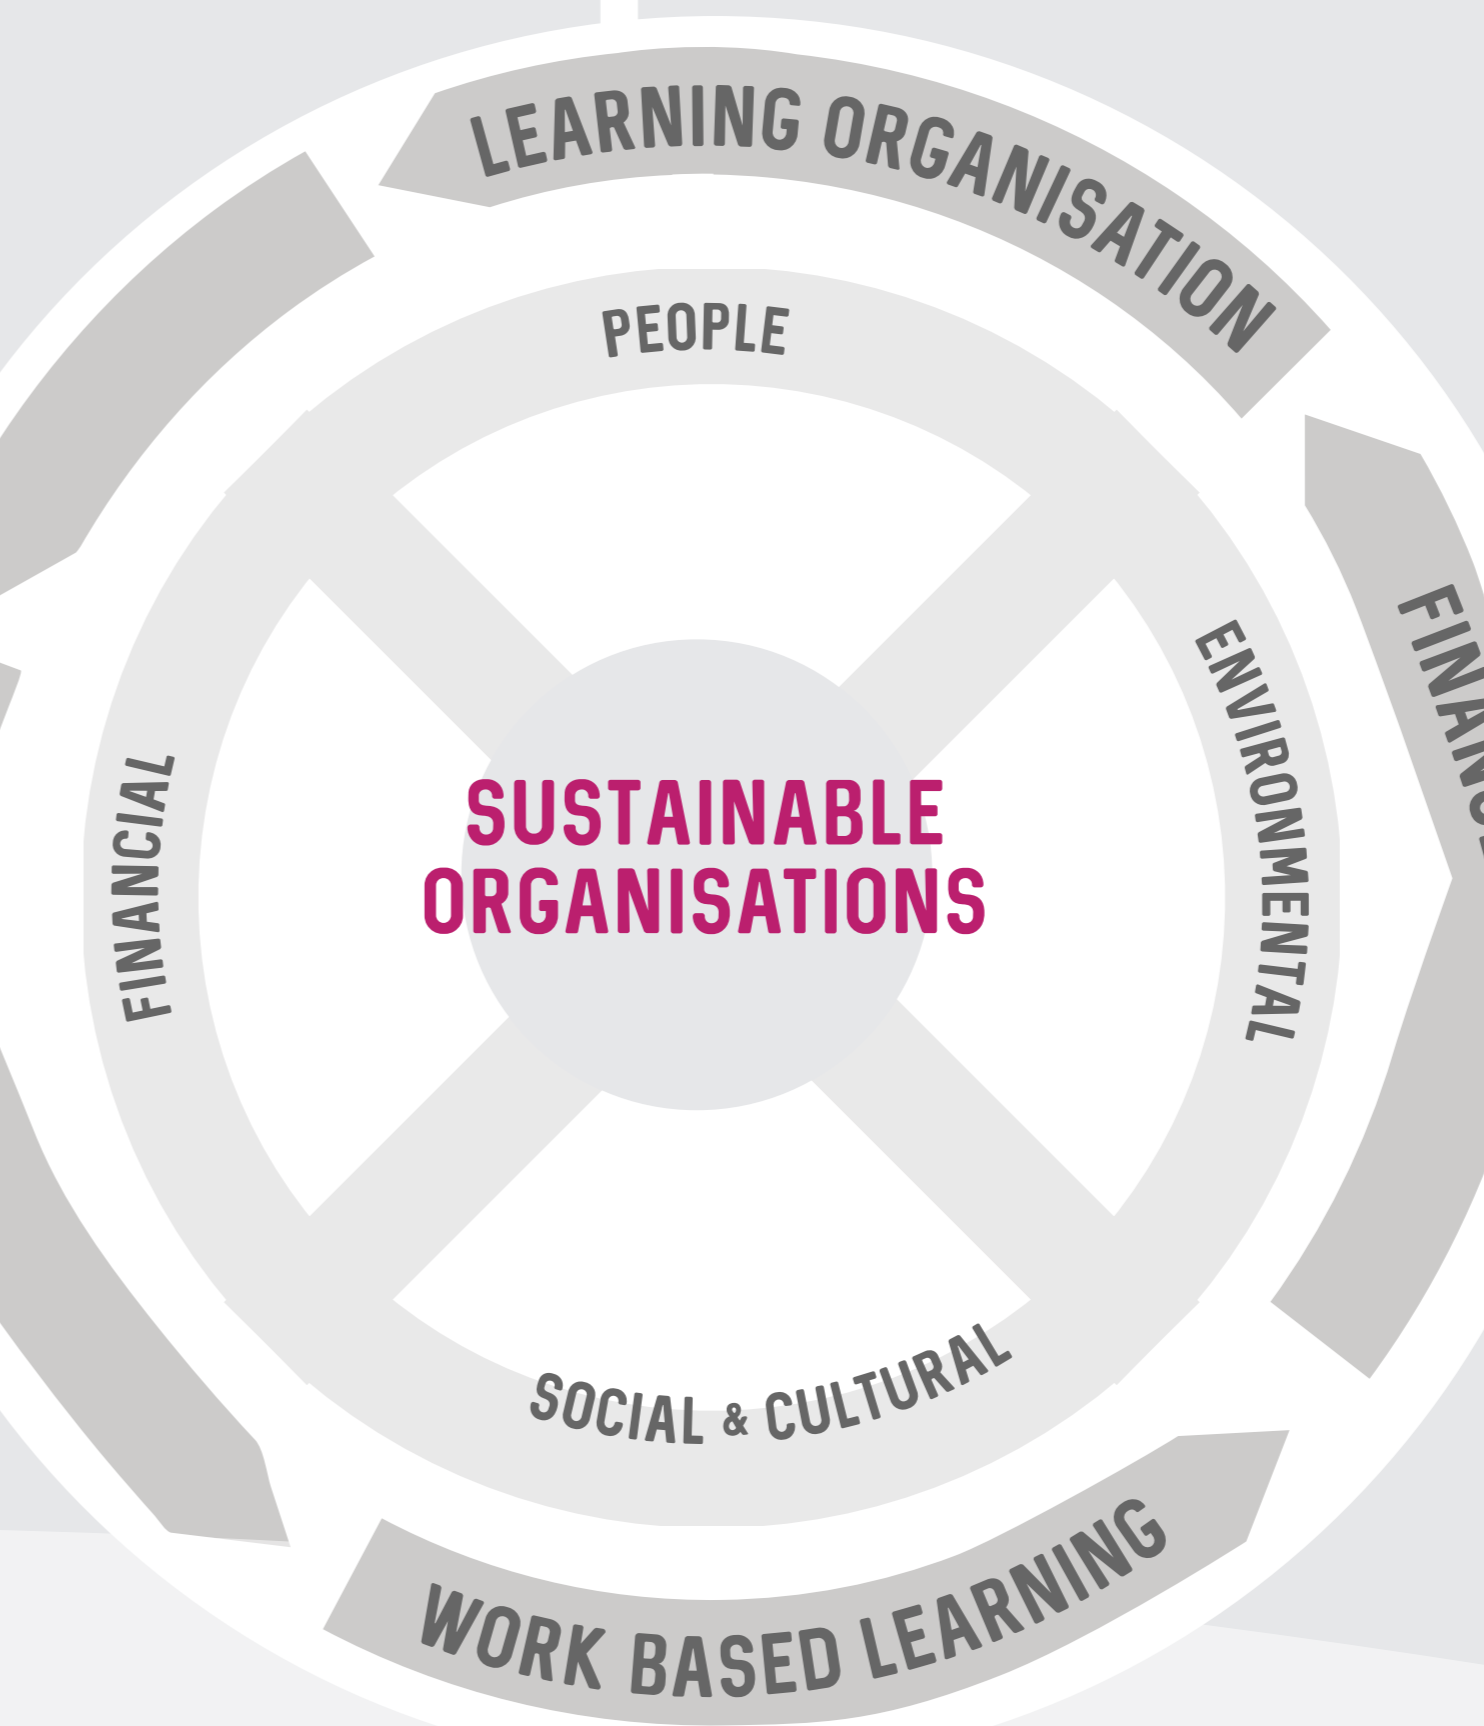 LEARNING ORGANISATION
PEOPLE
ENVIRONMENTAL
FINANCIAL
SUSTAINABLE
ORGANISATIONS
SOCIAL & CULTURAL
WORK BASED LEARNING